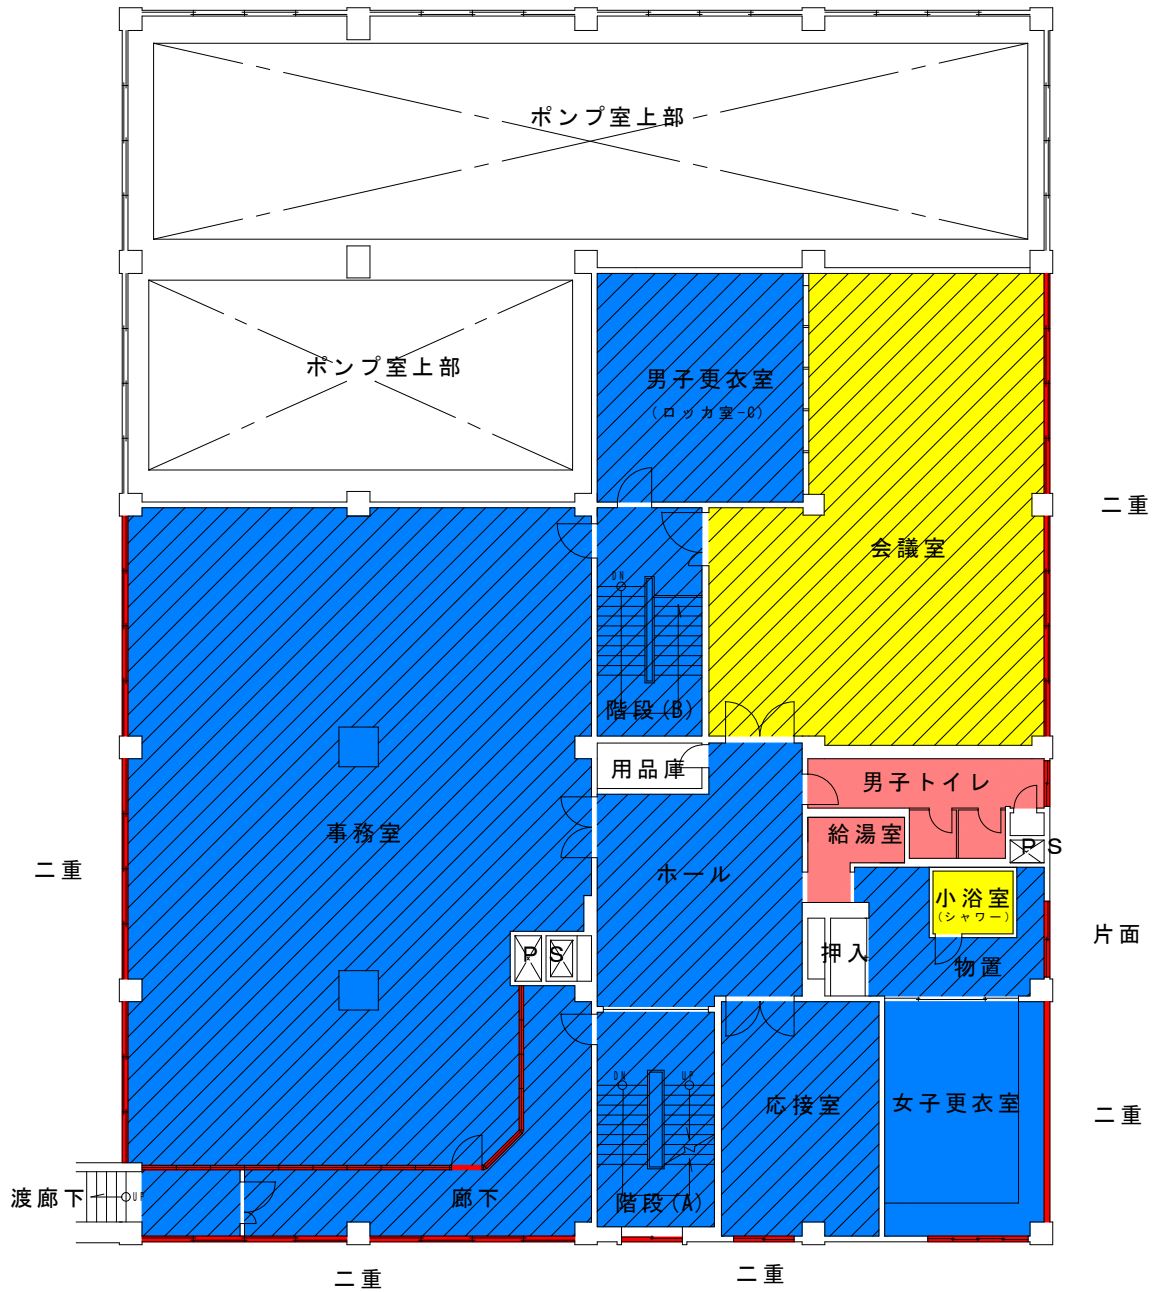 ポンプ室上部
ポンプ室上部
男子更衣室
(ロッカ室-C)
二重
会議室
DN
階段(B)
用品庫
男子トイレ
事務室
給湯室
PS
二重
ホール
小浴室
(シャワー)
片面
PS
押入
物置
DN
UP
応接室
女子更衣室
二重
渡廊下
UP
廊下
階段(A)
二重
二重